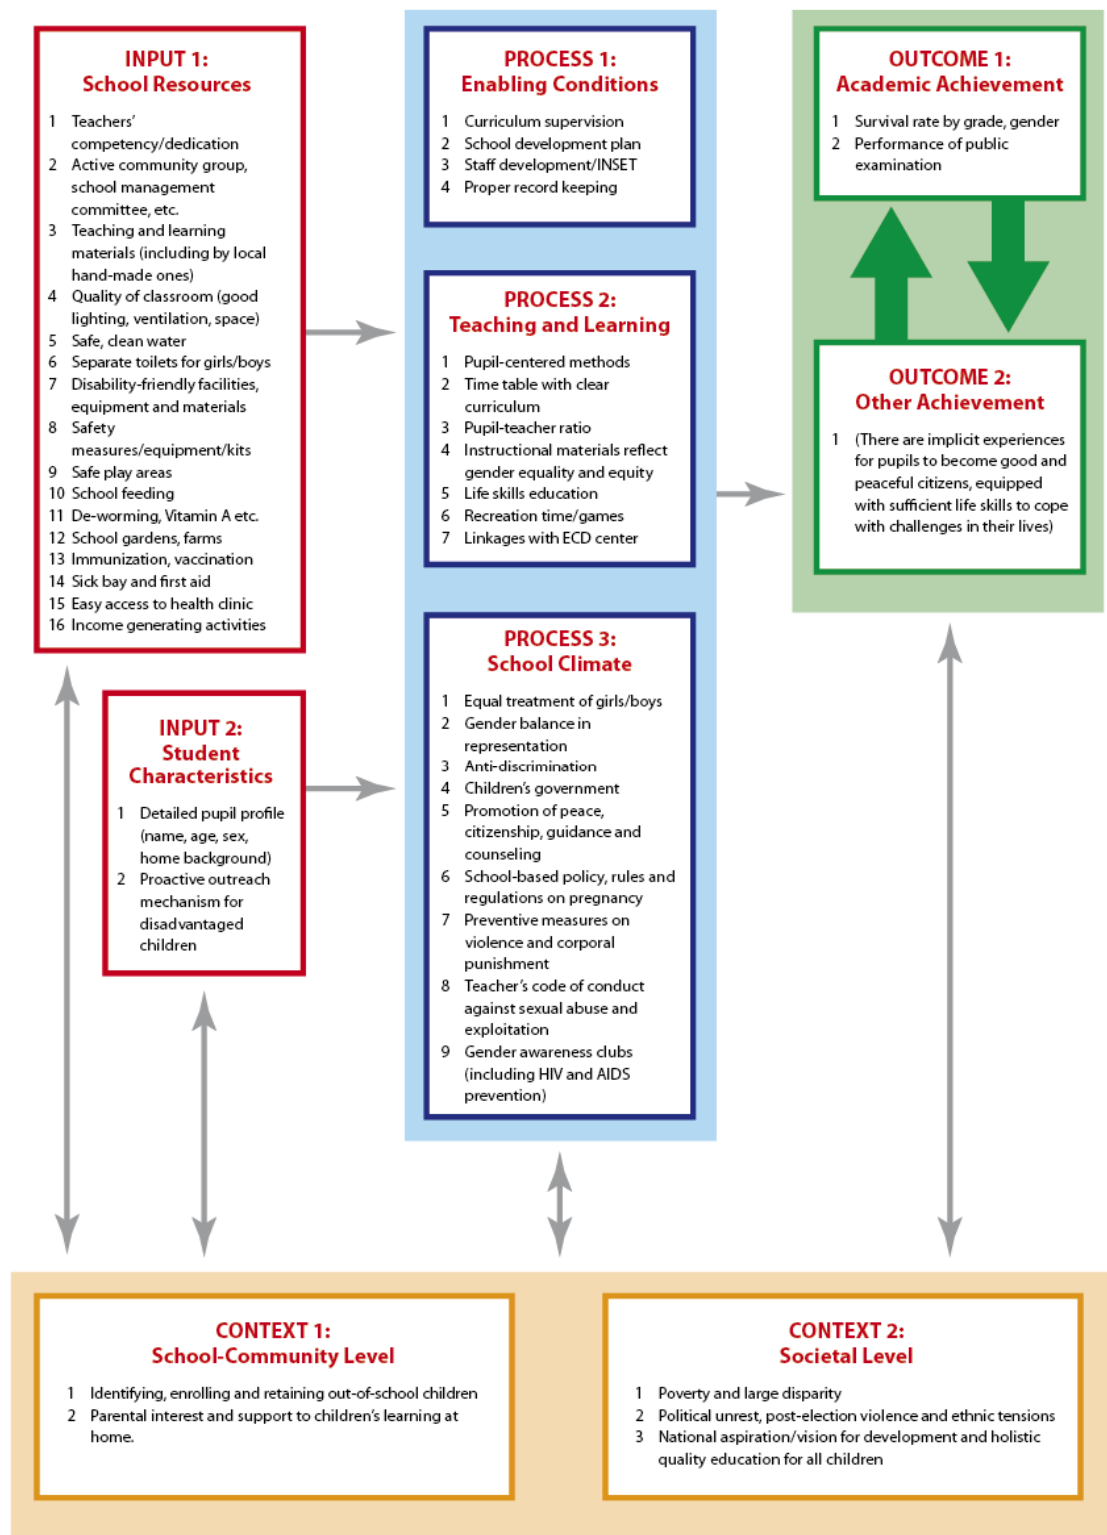 INPUT 1:
School Resources
1 Teachers’
competency/dedication
2 Active community group,
school management
committee, etc.
3 Teaching and learning
materials (including by local
hand-made ones)
4 Quality of classroom (good
lighting, ventilation, space)
5 Safe, clean water
6 Separate toilets for girls/boys
7 Disability-friendly facilities,
equipment and materials
8 Safety
measures/equipment/kits
9 Safe play areas
10 School feeding
11 De-worming, Vitamin A etc.
12 School gardens, farms
13 Immunization, vaccination
14 Sick bay and first aid
15 Easy access to health clinic
16 Income generating activities
INPUT 2:
Student
Characteristics
1 Detailed pupil profile
(name, age, sex,
home background)
2 Proactive outreach
mechanism for
disadvantaged
children
PROCESS 1:
Enabling Conditions
1 Curriculum supervision
2 School development plan
3 Staff development/INSET
4 Proper record keeping
PROCESS 2:
Teaching and Learning
1 Pupil-centered methods
2 Time table with clear
curriculum
3 Pupil-teacher ratio
4 Instructional materials reflect
gender equality and equity
5 Life skills education
6 Recreation time/games
7 Linkages with ECD center
PROCESS 3:
School Climate
1 Equal treatment of girls/boys
2 Gender balance in
representation
3 Anti-discrimination
4 Children’s government
5 Promotion of peace,
citizenship, guidance and
counseling
6 School-based policy, rules and
regulations on pregnancy
7 Preventive measures on
violence and corporal
punishment
8 Teacher’s code of conduct
against sexual abuse and
exploitation
9 Gender awareness clubs
(including HIV and AIDS
prevention)
OUTCOME 1:
Academic Achievement
1 Survival rate by grade, gender
2 Performance of public
examination
OUTCOME 2:
Other Achievement
1 (There are implicit experiences
for pupils to become good and
peaceful citizens, equipped
with sufficient life skills to cope
with challenges in their lives)
CONTEXT 1:
School-Community Level
1 Identifying, enrolling and retaining out-of-school children
2 Parental interest and support to children’s learning at
home.
CONTEXT 2:
Societal Level
1 Poverty and large disparity
2 Political unrest, post-election violence and ethnic tensions
3 National aspiration/vision for development and holistic
quality education for all children